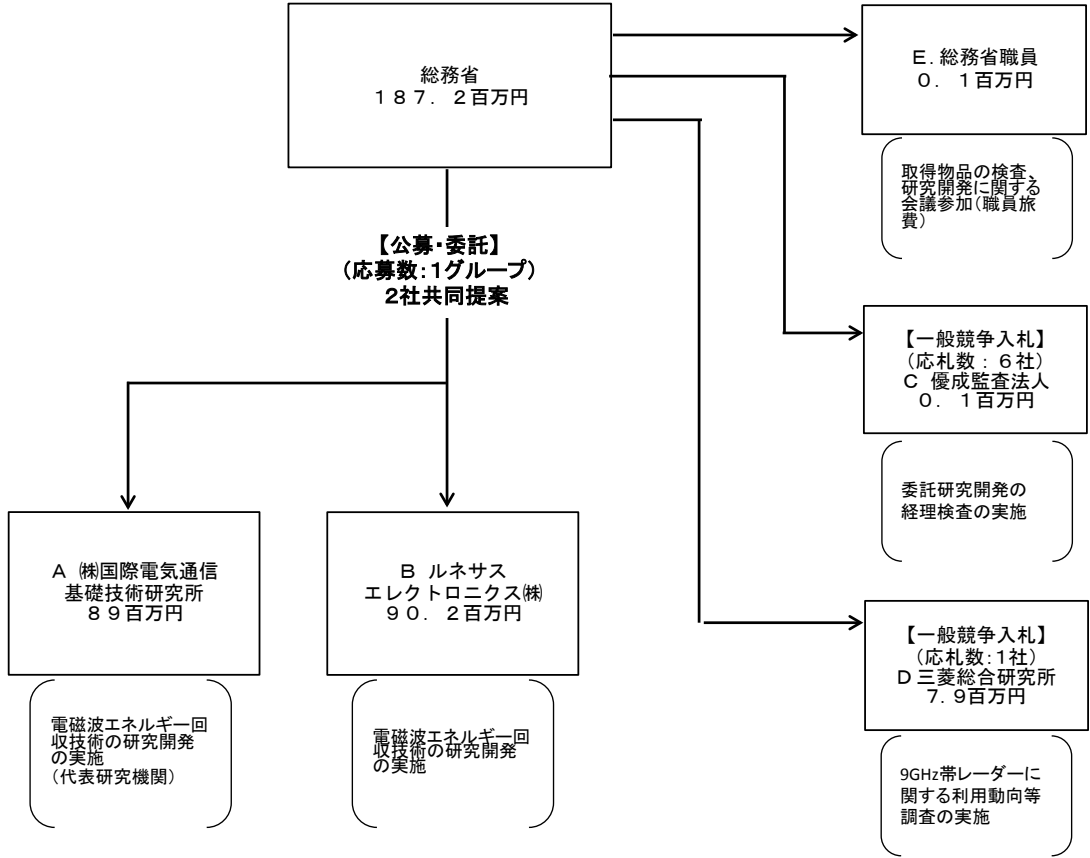 総務省
１８７．２百万円
【公募・委託】
（応募数：1グループ）
2社共同提案
A ㈱国際電気通信
基礎技術研究所
８９百万円
電磁波エネルギー回
収技術の研究開発
の実施
（代表研究機関）
B ルネサス
エレクトロニクス㈱
９０．２百万円
電磁波エネルギー回
収技術の研究開発
の実施
E．総務省職員
０．１百万円
取得物品の検査、
研究開発に関する
会議参加（職員旅
費）
【一般競争入札】
（応札数：６社）
C 優成監査法人
０．１百万円
委託研究開発の
経理検査の実施
【一般競争入札】
（応札数：1社）
D 三菱総合研究所
７．９百万円
9GHz帯レーダーに
関する利用動向等
調査の実施